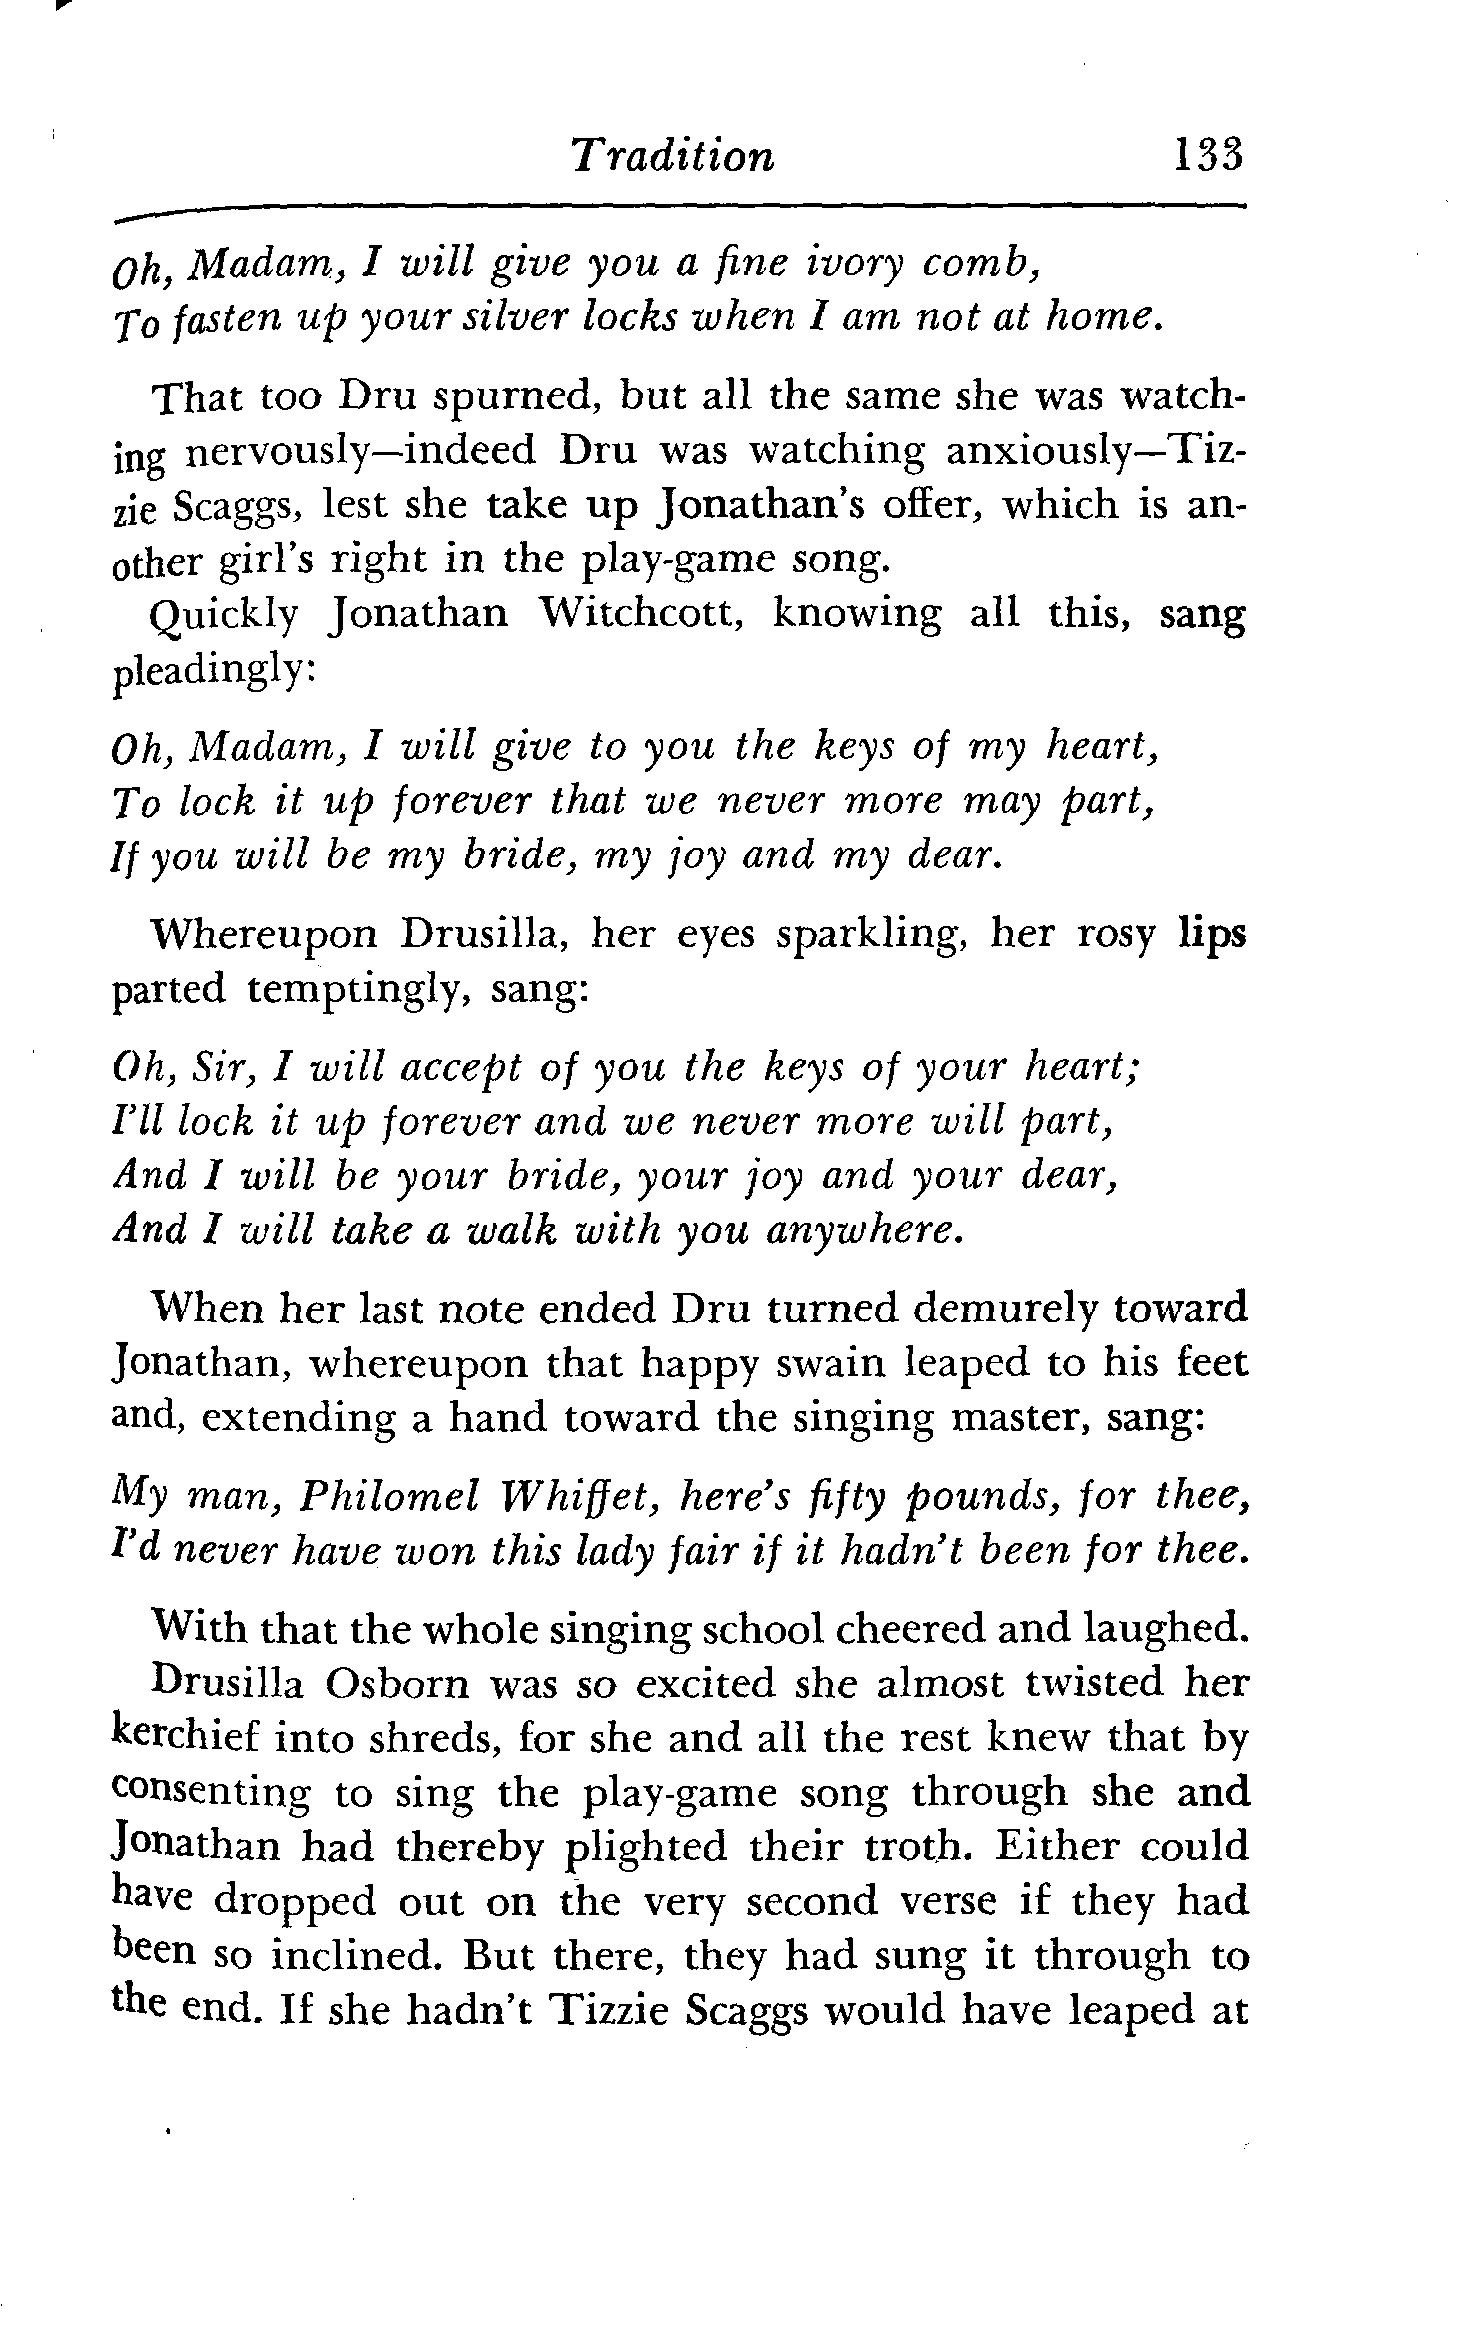 Tradition 133
Oh, Madam, I will give you a fine ivory comb,
To fasten up your silver locks when I am not at home.
That too Dru spurned, but all the same she was watch-
ing nervously—indeed Dru was watching anxiously—Tiz-
zie Scaggs, lest she take up Jonathan's offer, which is an-
other girl's right in the play-game song.
Quickly Jonathan Witchcott, knowing all this, sang
pleadingly:
Oh, Madam, I will give to you the keys of my heart,
To lock it up forever that we never more may part,
If you will be my bride, my joy and my dear.
Whereupon Drusilla, her eyes sparkling, her rosy lips
parted temptingly, sang:
Oh, Sir, I will accept of you the keys of your heart;
I'll lock it up forever and we never more will part,
And I will be your bride, your joy and your dear,
And I will take a walk with you anywhere.
When her last note ended Dru turned demurely toward
Jonathan, whereupon that happy swain leaped to his feet
and, extending a hand toward the singing master, sang:
My man, Philomel Whiffet, here's fifty pounds, for thee,
I'd never have won this lady fair if it hadn't been for thee.
With that the whole singing school cheered and laughed.
Drusilla Osborn was so excited she almost twisted her
kerchief into shreds, for she and all the rest knew that by
consenting to sing the play-game song through she and
Jonathan had thereby plighted their troth. Either could
have dropped out on the very second verse if they had
been so inclined. But there, they had sung it through to
the end. If she hadn't Tizzie Scaggs would have leaped at